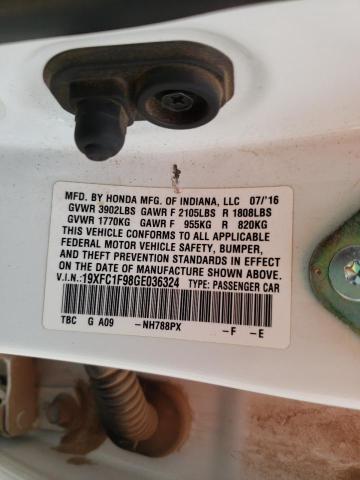 MFD. BY HONDA MFG. OF INDIANA, LLC 07/'16
GVWR 3902LBS GAWR F 2105LBS R 1808LBS
GVWR 1770KG GAWR F 955KG R 820KG
THIS VEHICLE CONFORMS TO ALL APPLICABLE
FEDERAL MOTOR VEHICLE SAFETY, BUMPER,
AND THEFT PREVENTION STANDARDS IN EFFECT
ON THE DATE OF MANUFACTURE SHOWN ABOVE.
V.I.N.:19XFC1F98GE036324 TYPE: PASSENGER CAR
TBC G A09 -NH788PX -F -E